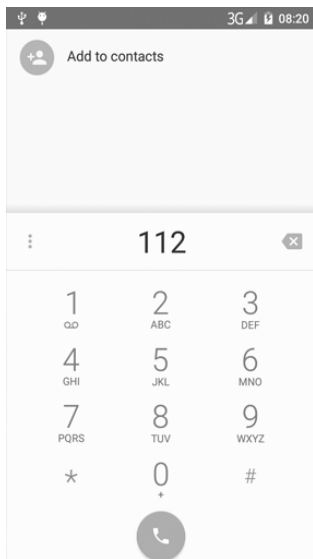 3G 08:20
Add to contacts
112
1 2 3
ABC DEF
4 5 6
GHI JKL MNO
7 8 9
PQRS TUV WXYZ
* 0 #
+